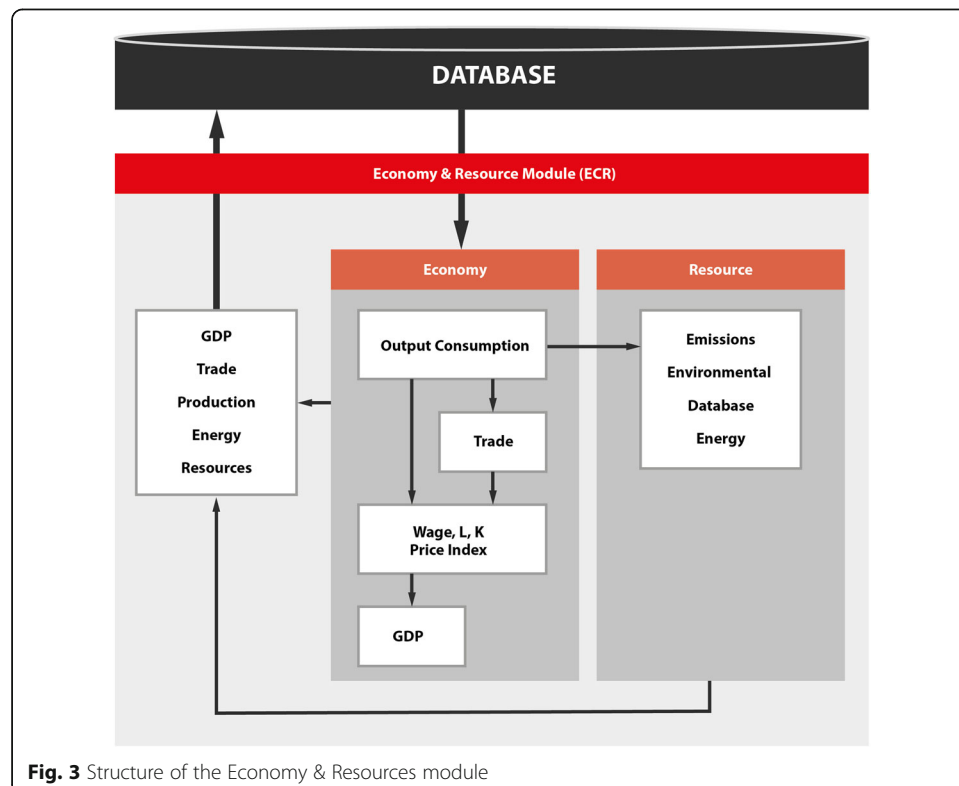 DATABASE
Economy & Resource Module (ECR)
Economy
Resource
GDP
Trade
Production
Energy
Resources
Output Consumption
Trade
Wage, L, K
Price Index
GDP
Emissions
Environmental
Database
Energy
Fig. 3 Structure of the Economy & Resources module